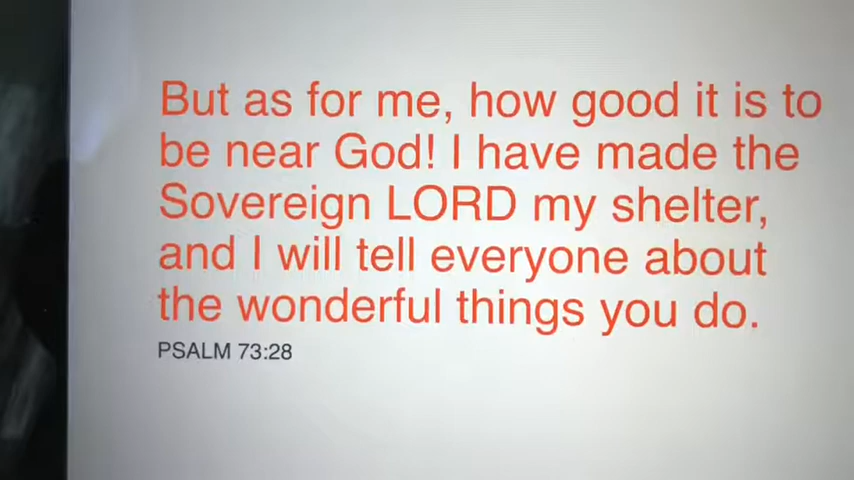 But as for me, how good it is to
be near God! I have made the
Sovereign LORD my shelter,
and I will tell everyone about
the wonderful things you do.
PSALM 73:28